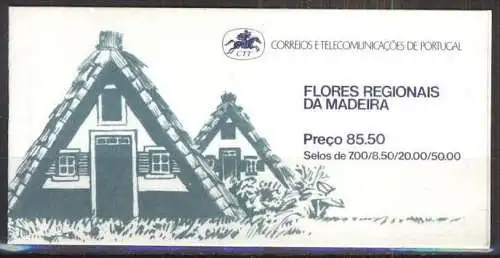 CTT
CORREIOS E TELECOMUNICAÇÕES DE PORTUGAL
FLORES REGIONAIS
DA MADEIRA
Preço 85.50
Selos de 7.00/8.50/20.00/50.00